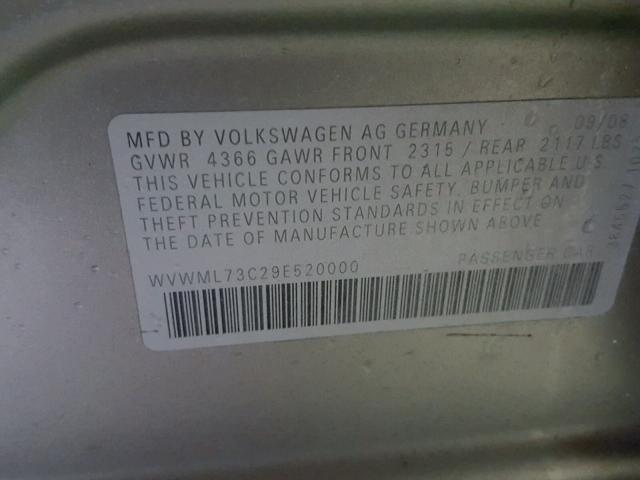 MFD BY VOLKSWAGEN AG GERMANY 09/08
GVWR 4366 GAWR FRONT 2315 / REAR 2117 LBS
THIS VEHICLE CONFORMS TO ALL APPLICABLE U.S.
FEDERAL MOTOR VEHICLE SAFETY, BUMPER AND
THEFT PREVENTION STANDARDS IN EFFECT ON
THE DATE OF MANUFACTURE SHOWN ABOVE
WVWML73C29E520000 PASSENGER CAR